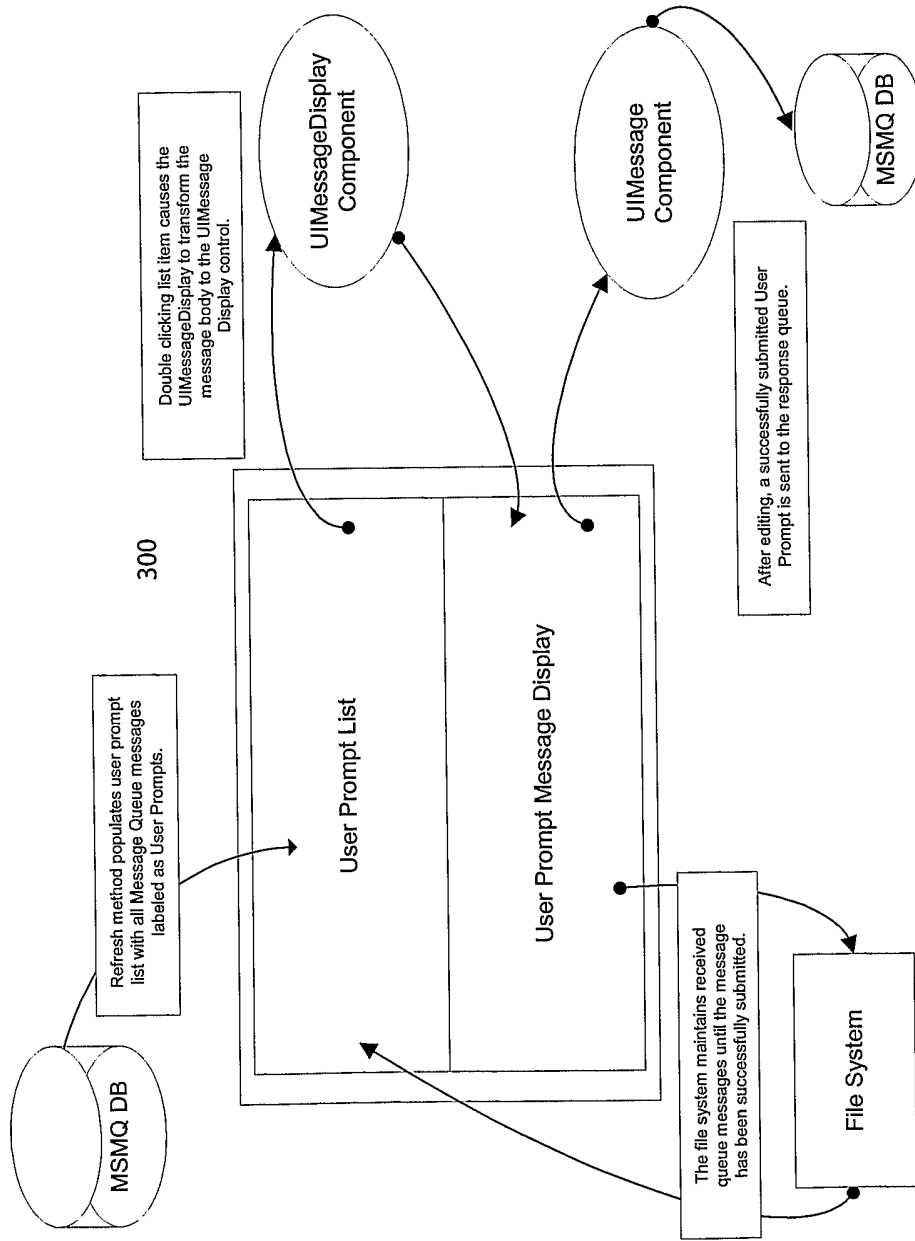 MSMQ DB
Refresh method populates user prompt
list with all Message Queue messages
labeled as User Prompts.
300
Double clicking list item causes the
UIMessageDisplay to transform the
message body to the UIMessage
Display control.
UIMessageDisplay
Component
User Prompt List
User Prompt Message Display
UIMessage
Component
The file system maintains received
queue messages until the message
has been successfully submitted.
After editing, a successfully submitted User
Prompt is sent to the response queue.
File System
MSMQ DB